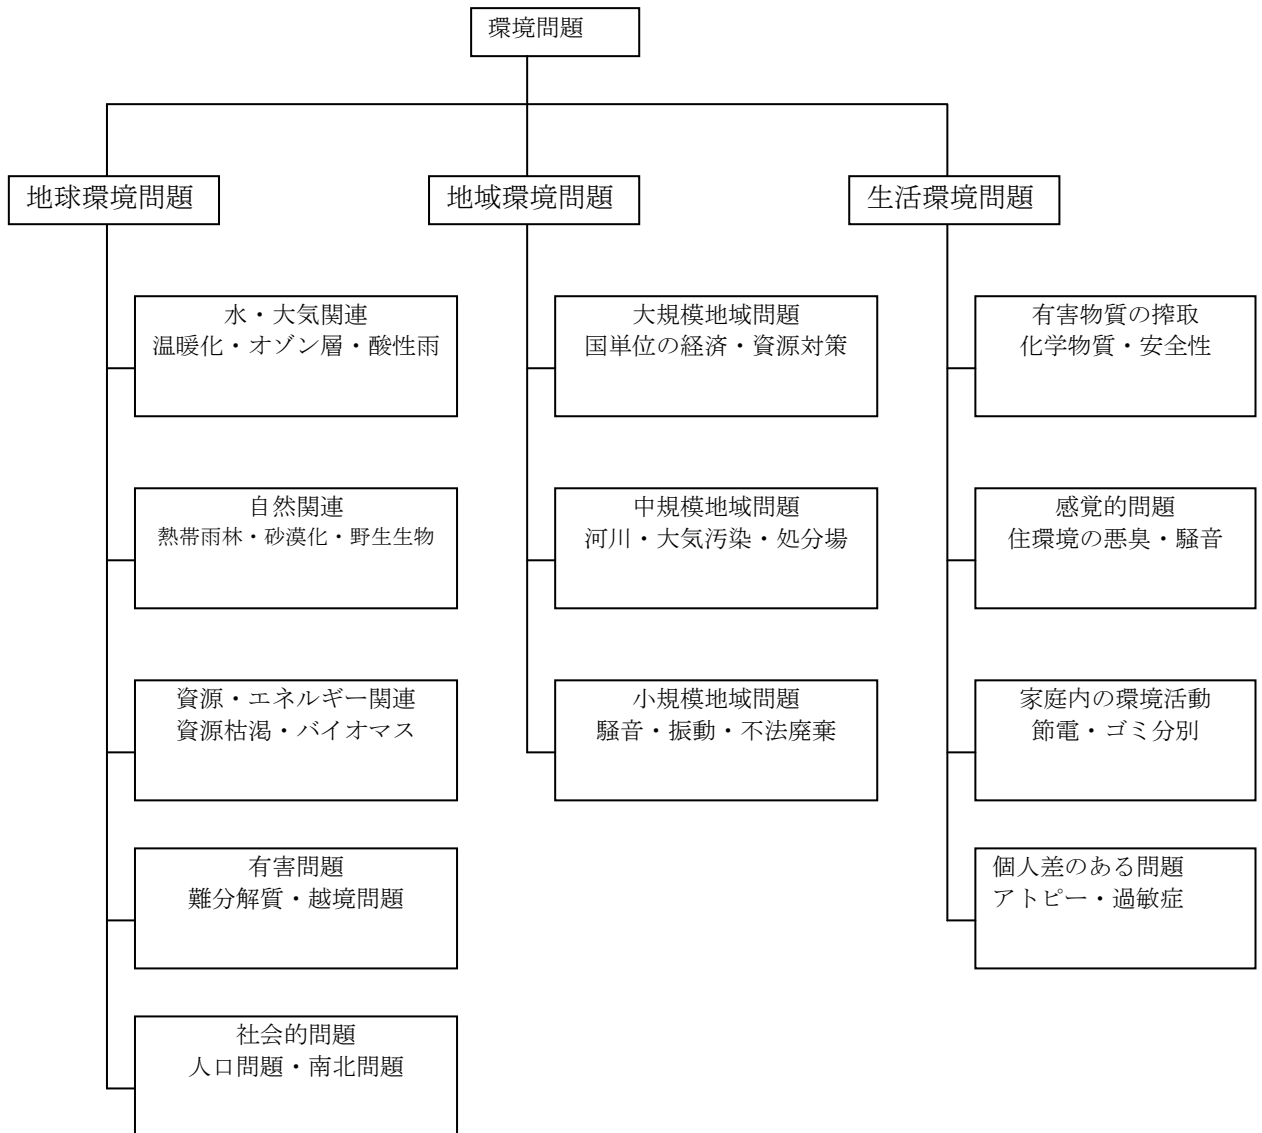 環境問題
地球環境問題
地域環境問題
生活環境問題
水・大気関連
温暖化・オゾン層・酸性雨
大規模地域問題
国単位の経済・資源対策
有害物質の搾取
化学物質・安全性
自然関連
熱帯雨林・砂漠化・野生生物
中規模地域問題
河川・大気汚染・処分場
感覚的問題
住環境の悪臭・騒音
資源・エネルギー関連
資源枯渇・バイオマス
小規模地域問題
騒音・振動・不法廃棄
家庭内の環境活動
節電・ゴミ分別
有害問題
難分解質・越境問題
個人差のある問題
アトピー・過敏症
社会的問題
人口問題・南北問題